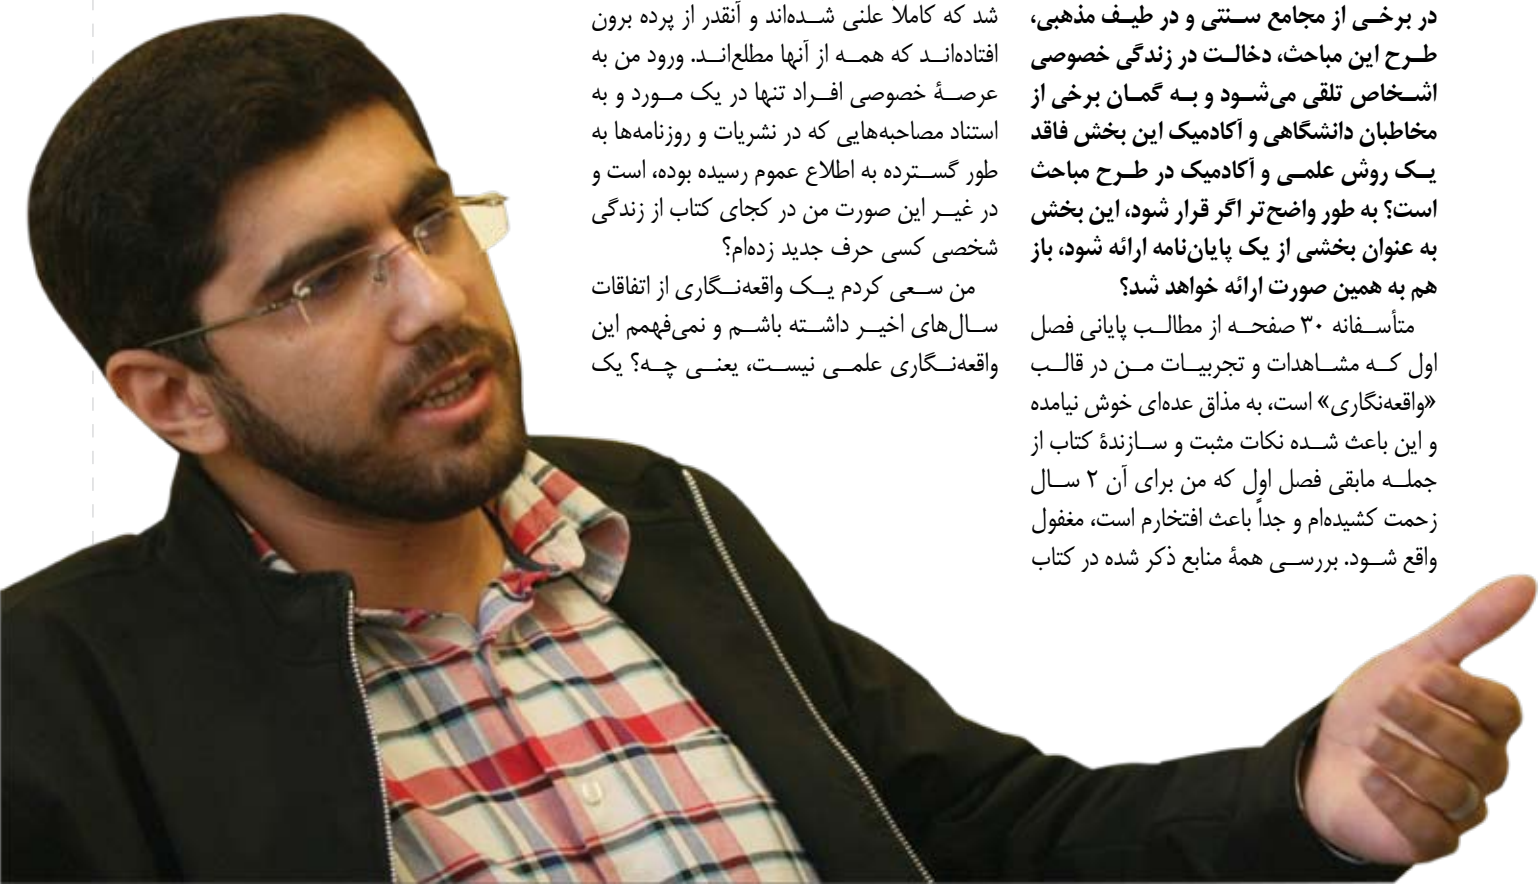 در برخی از مجامع سنتی و در طیف مذهبی،
طرح این مباحث، دخالت در زندگی خصوصی
اشخاص تلقی می‌شود و به گمان برخی از
مخاطبان دانشگاهی و آکادمیک این بخش فاقد
یک روش علمی و آکادمیک در طرح مباحث
است؟ به طور واضح‌تر اگر قرار شود، این بخش
به عنوان بخشی از یک پایان‌نامه ارائه شود، باز
هم به همین صورت ارائه خواهد شد؟
متأسفانه ۳۰ صفحه از مطالب پایانی فصل
اول که مشاهدات و تجربیات من در قالب
«واقعه‌نگاری» است، به مذاق عده‌ای خوش نیامده
و این باعث شده نکات مثبت و سازندهٔ کتاب از
جمله مابقی فصل اول که من برای آن ۲ سال
زحمت کشیده‌ام و جداً باعث افتخارم است، مغفول
واقع شود. بررسی همهٔ منابع ذکر شده در کتاب
شد که کاملاً علنی شده‌اند و آنقدر از پرده برون
افتاده‌اند که همه از آنها مطلع‌اند. ورود من به
عرصهٔ خصوصی افراد تنها در یک مورد و به
استناد مصاحبه‌هایی که در نشریات و روزنامه‌ها به
طور گسترده به اطلاع عموم رسیده بوده، است و
در غیر این صورت من در کجای کتاب از زندگی
شخصی کسی حرف جدید زده‌ام؟
من سعی کردم یک واقعه‌نگاری از اتفاقات
سال‌های اخیر داشته باشم و نمی‌فهمم این
واقعه‌نگاری علمی نیست، یعنی چه؟ یک